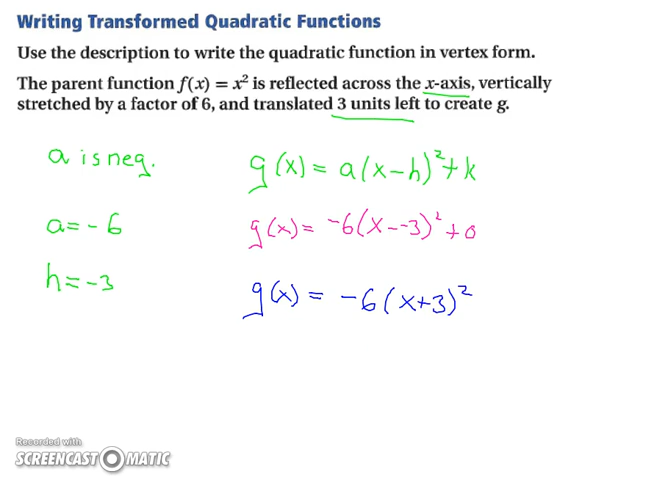 Writing Transformed Quadratic Functions
Use the description to write the quadratic function in vertex form.
The parent function f(x) = x² is reflected across the x-axis, vertically
stretched by a factor of 6, and translated 3 units left to create g.
a is neg.
g(x) = a(x-h)²+k
a=-6
g(x)= -6(x--3)²+0
h=-3
g(x) = -6(x+3)²
Recorded with
SCREENCAST O MATIC